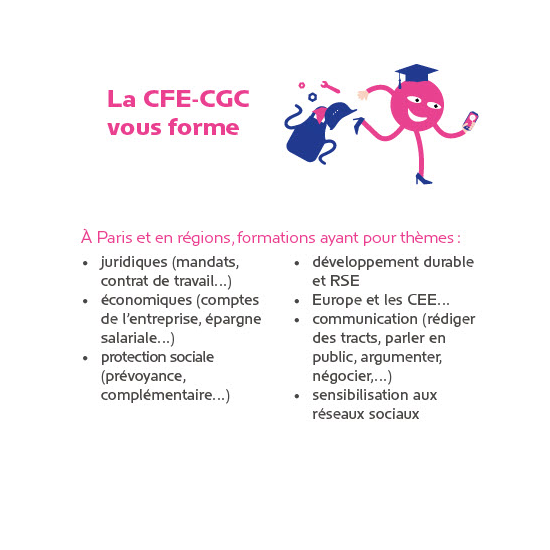 La CFE-CGC
vous forme
À Paris et en régions, formations ayant pour thèmes :
• juridiques (mandats,
contrat de travail...)
• économiques (comptes
de l'entreprise, épargne
salariale...)
• protection sociale
(prévoyance,
complémentaire...)
• développement durable
et RSE
• Europe et les CEE...
• communication (rédiger
des tracts, parler en
public, argumenter,
négocier,...)
• sensibilisation aux
réseaux sociaux